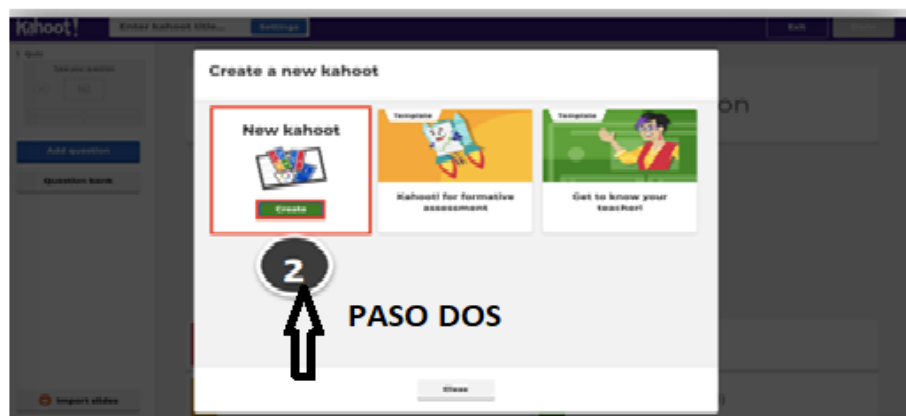 Kahoot!
Enter kahoot title...
Settings
Exit
Quiz
Add question
Question bank
Import slides
on
Create a new kahoot
New kahoot
Create
Template
Kahoot! for formative
assessment
Template
Get to know your
teacher!
2
PASO DOS
Close